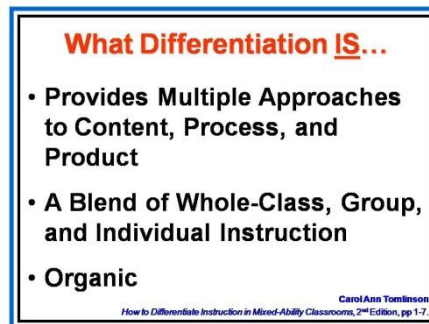 What Differentiation IS...
• Provides Multiple Approaches
to Content, Process, and
Product
• A Blend of Whole-Class, Group,
and Individual Instruction
• Organic
Carol Ann Tomlinson
How to Differentiate Instruction in Mixed-Ability Classrooms, 2nd Edition, pp 1-7.